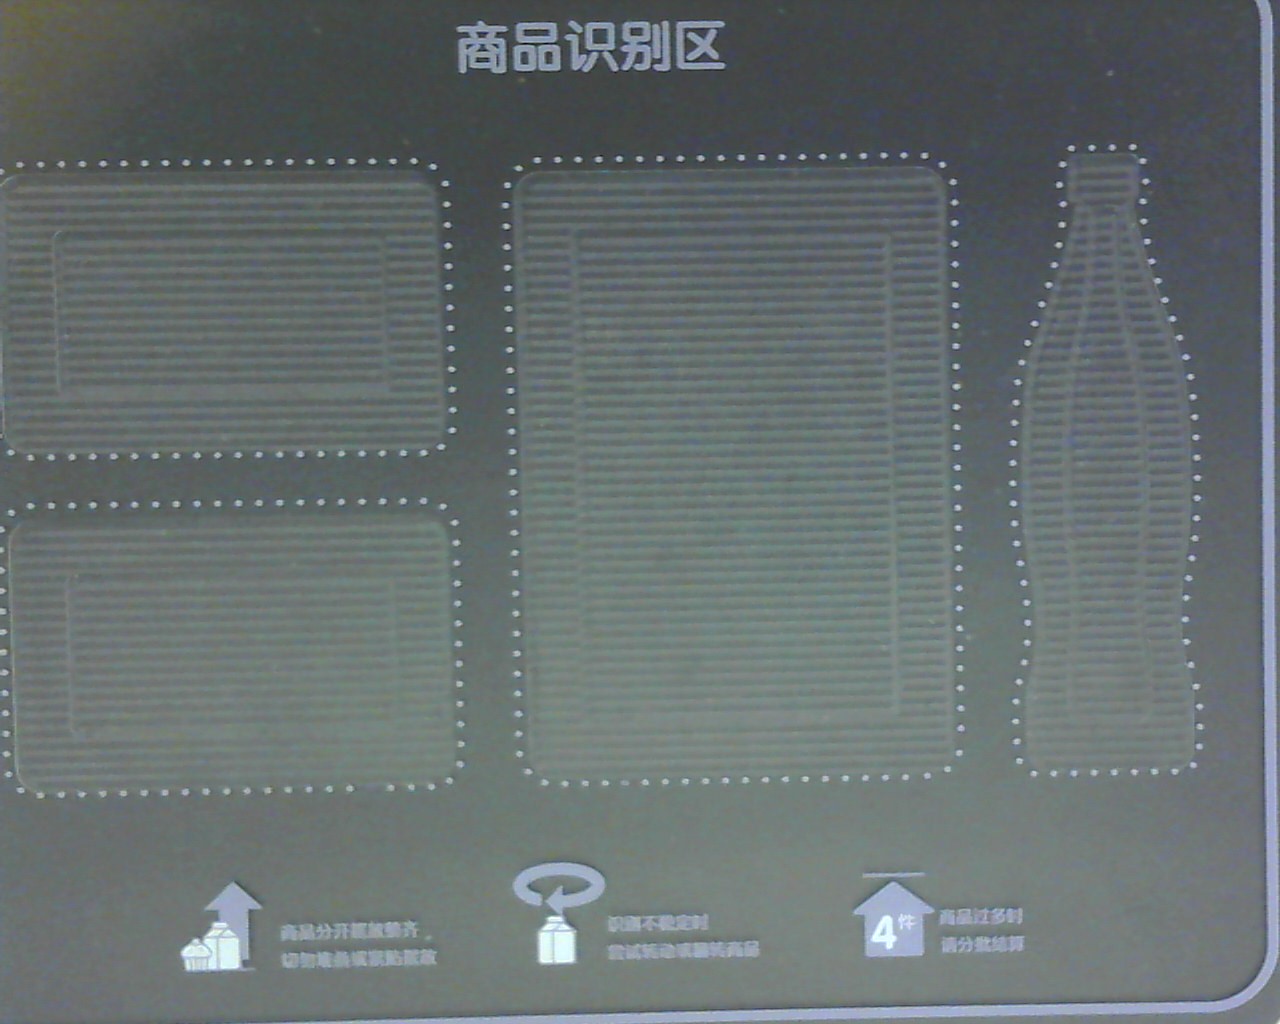 商品识别区
商品分开摆放整齐，
切勿堆叠或紧贴摆放
识别不稳定时
尝试转动或翻转商品
4件
商品过多时
请分批结算